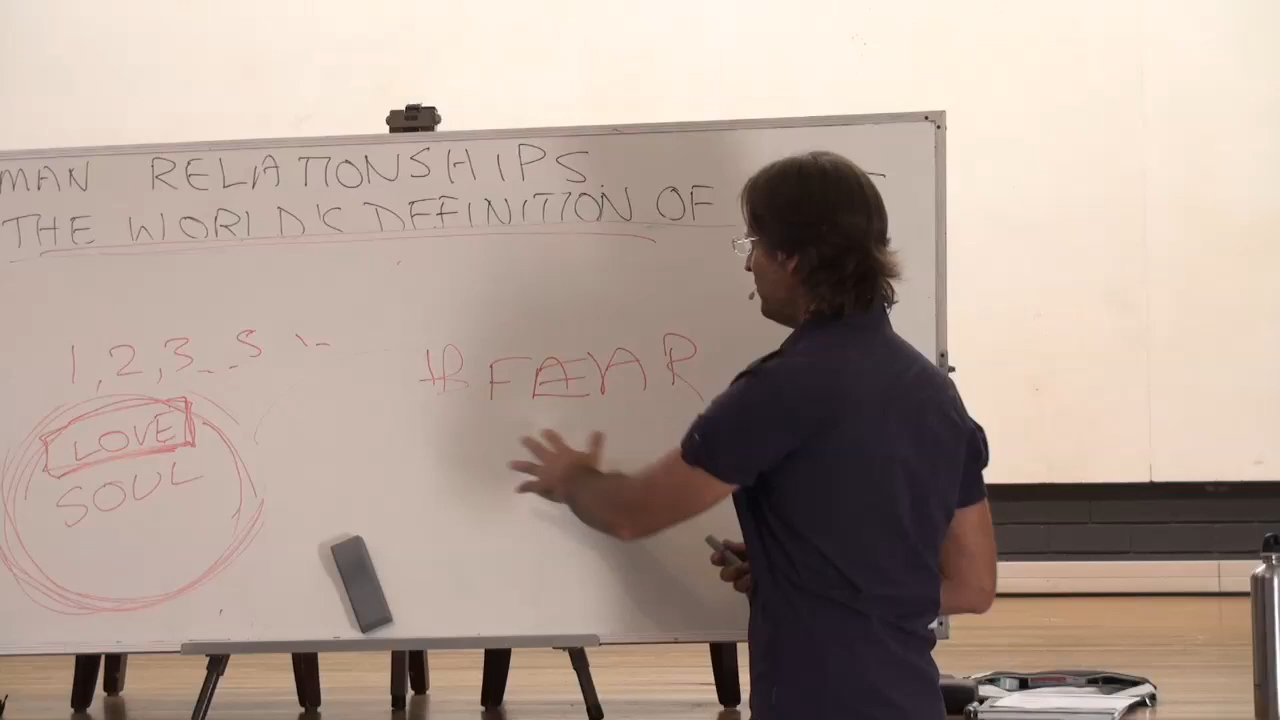 MAN RELATIONSHIPS
THE WORLD'S DEFINITION OF
1, 2, 3... 5
FEAR
LOVE
SOUL